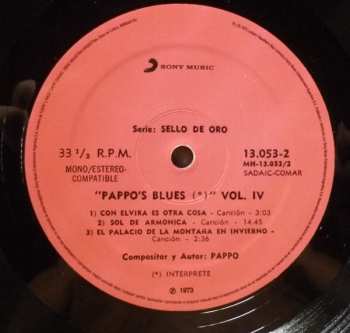 SONY MUSIC
Serie: SELLO DE ORO
33 1/3 R.P.M.
MONO/ESTEREO-
COMPATIBLE
13.053-2
MH-13.053/2
SADAIC-COMAR
"PAPPO'S BLUES (*)" VOL. IV
1) CON ELVIRA ES OTRA COSA - Canción - 3:03
2) SOL DE ARMONICA - Canción - 14:45
3) EL PALACIO DE LA MONTAÑA EN INVIERNO -
- Canción - 2:36
Compositor y Autor: PAPPO
(*) INTERPRETE
℗ 1973